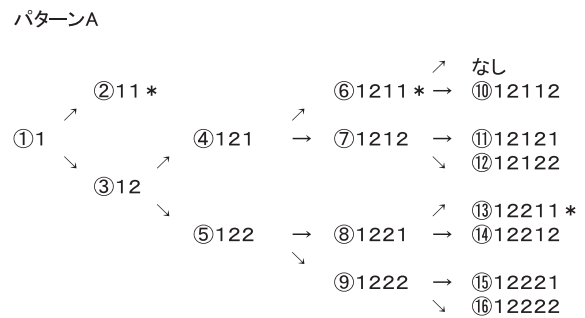 パターンA
↗ なし
②11＊ ⑥1211＊ → ⑩12112
↗ ↗
①1 ④121 → ⑦1212 → ⑪12121
↘ ↗ ↘ ⑫12122
③12
↘ ↗ ⑬12211＊
⑤122 → ⑧1221 → ⑭12212
↘
⑨1222 → ⑮12221
↘ ⑯12222